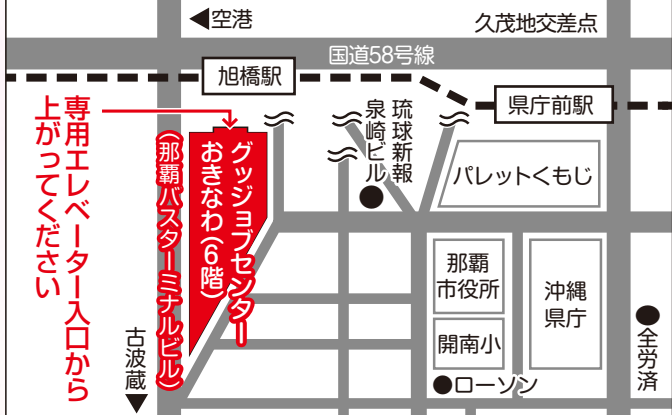 ◀空港
久茂地交差点
国道58号線
旭橋駅
県庁前駅
専用エレベーター入口から
上がってください
グッジョブセンター
おきなわ(6階)
(那覇バスターミナルビル)
琉球新報
泉崎ビル
パレットくもじ
那覇
市役所
沖縄
県庁
開南小
ローソン
全労済
古波蔵